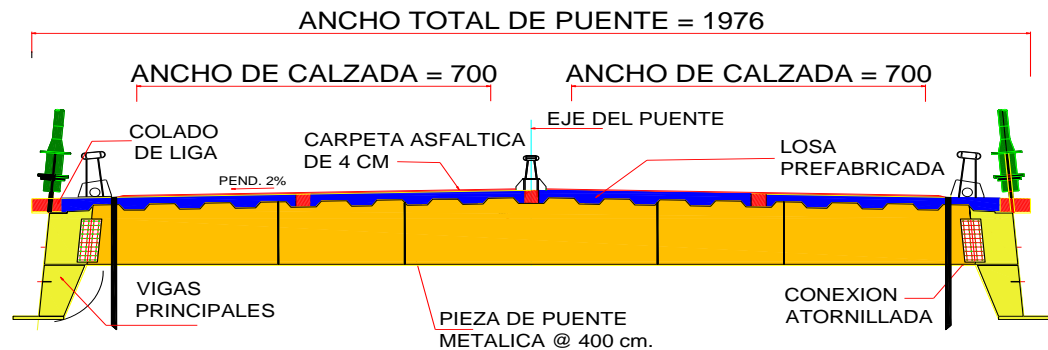 ANCHO TOTAL DE PUENTE = 1976
ANCHO DE CALZADA = 700
ANCHO DE CALZADA = 700
COLADO
DE LIGA
CARPETA ASFALTICA
DE 4 CM
EJE DEL PUENTE
LOSA
PREFABRICADA
PEND. 2%
VIGAS
PRINCIPALES
PIEZA DE PUENTE
METALICA @ 400 cm.
CONEXION
ATORNILLADA